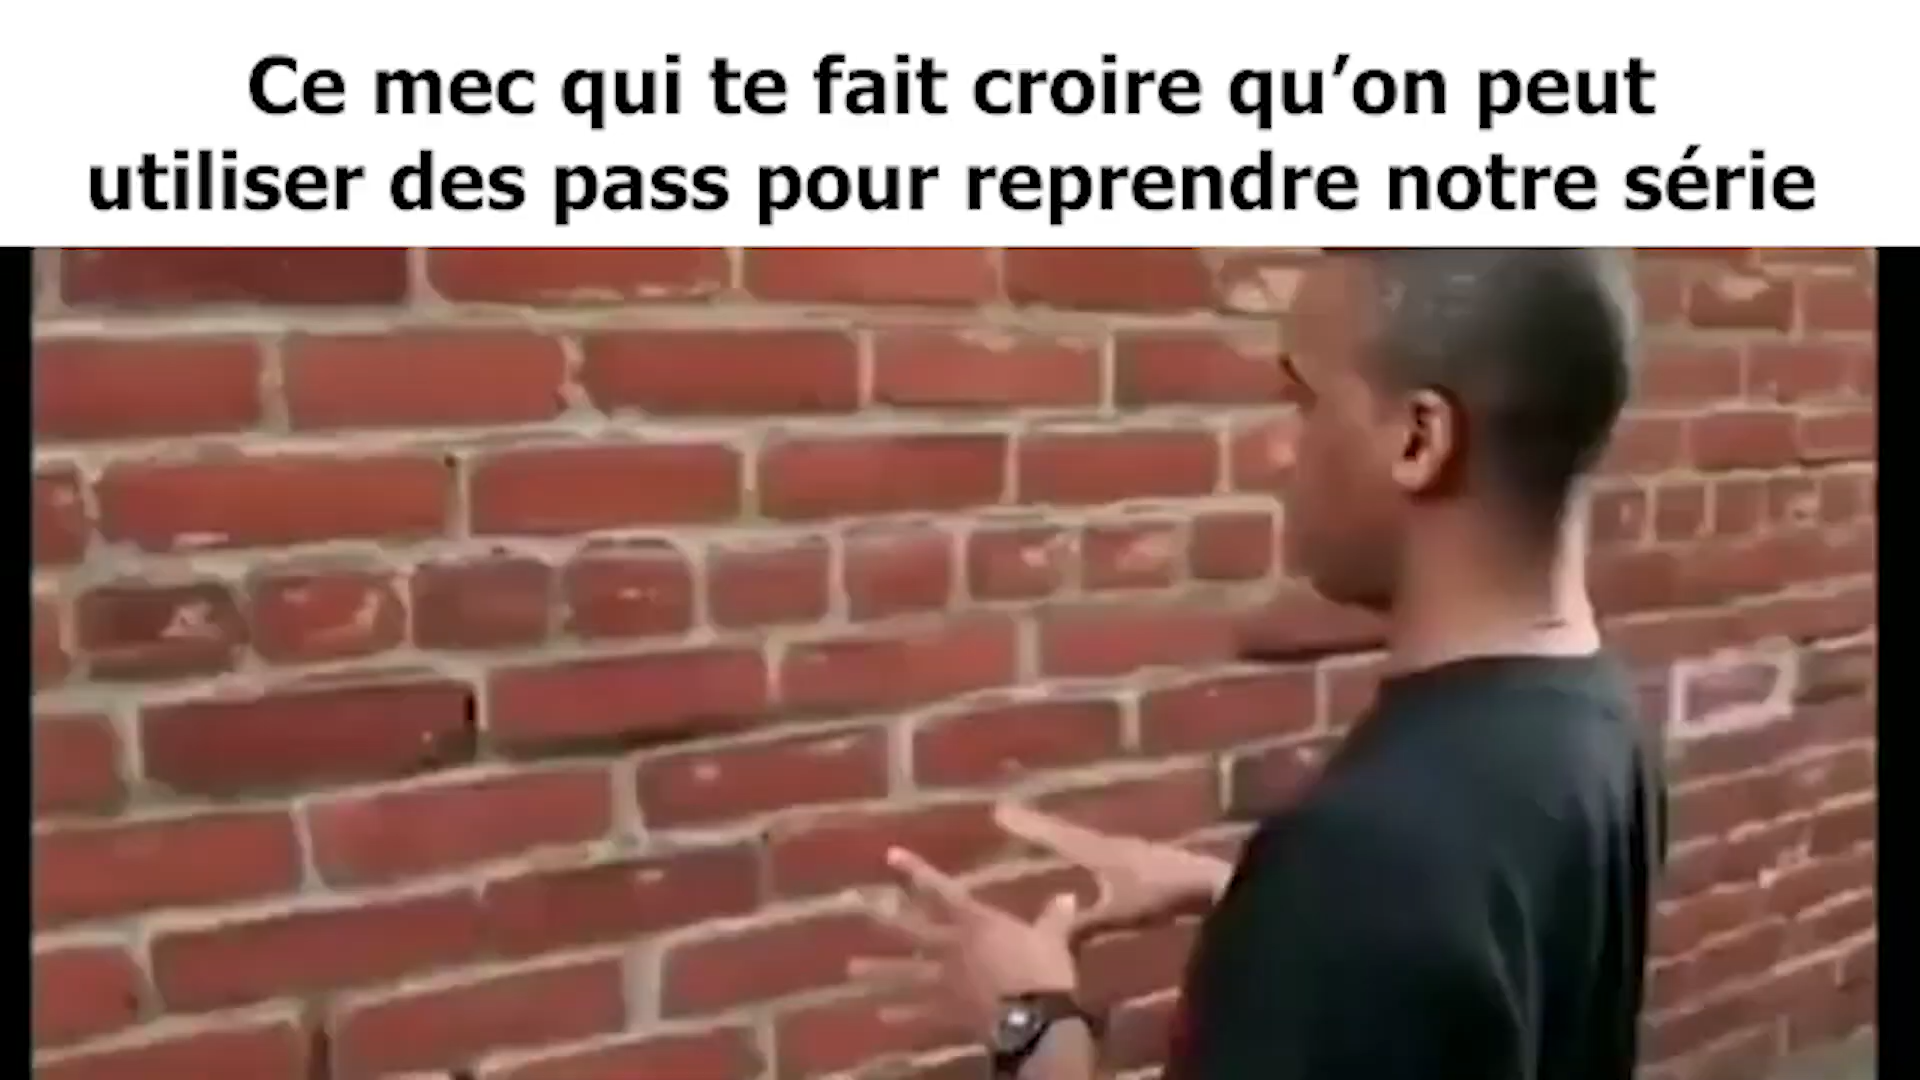 Ce mec qui te fait croire qu’on peut
utiliser des pass pour reprendre notre série